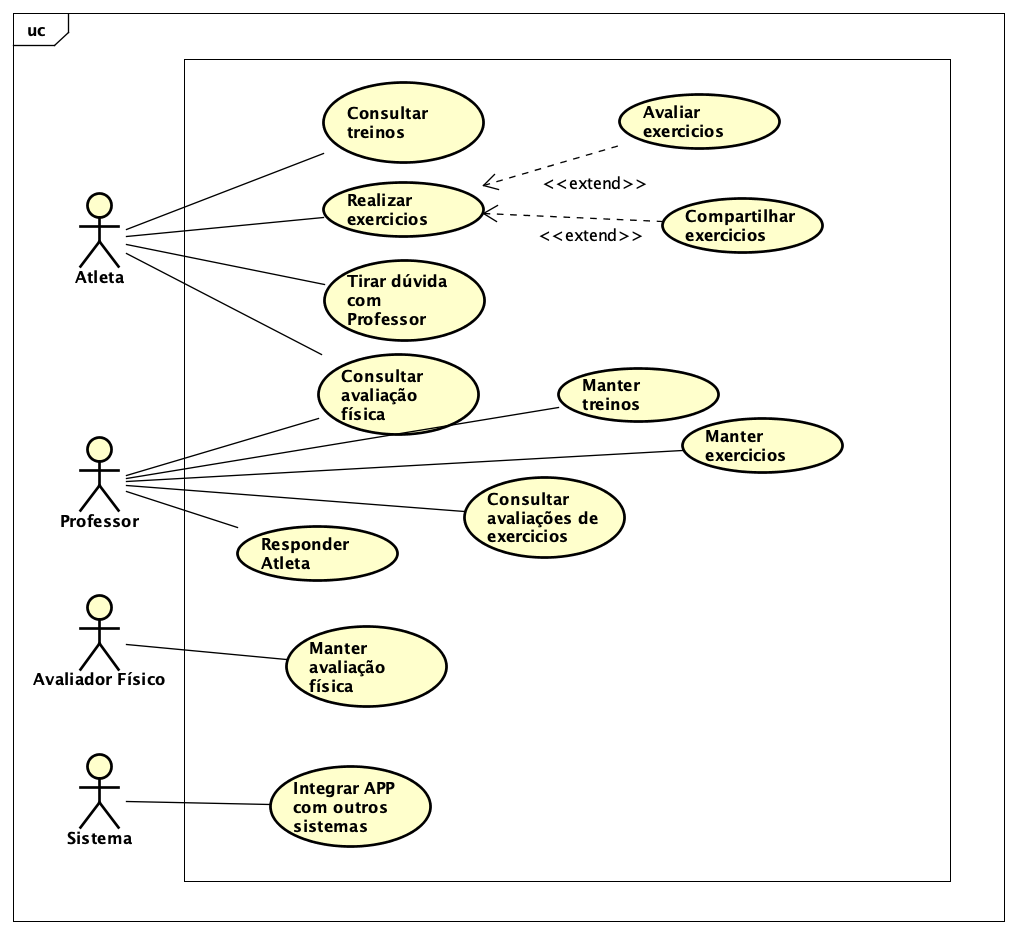 uc
Consultar
treinos
Avaliar
exercicios
<<extend>>
Realizar
exercicios
Compartilhar
exercicios
<<extend>>
Atleta
Tirar dúvida
com
Professor
Consultar
avaliação
física
Manter
treinos
Manter
exercicios
Professor
Consultar
avaliações de
exercicios
Responder
Atleta
Manter
avaliação
física
Avaliador Físico
Integrar APP
com outros
sistemas
Sistema